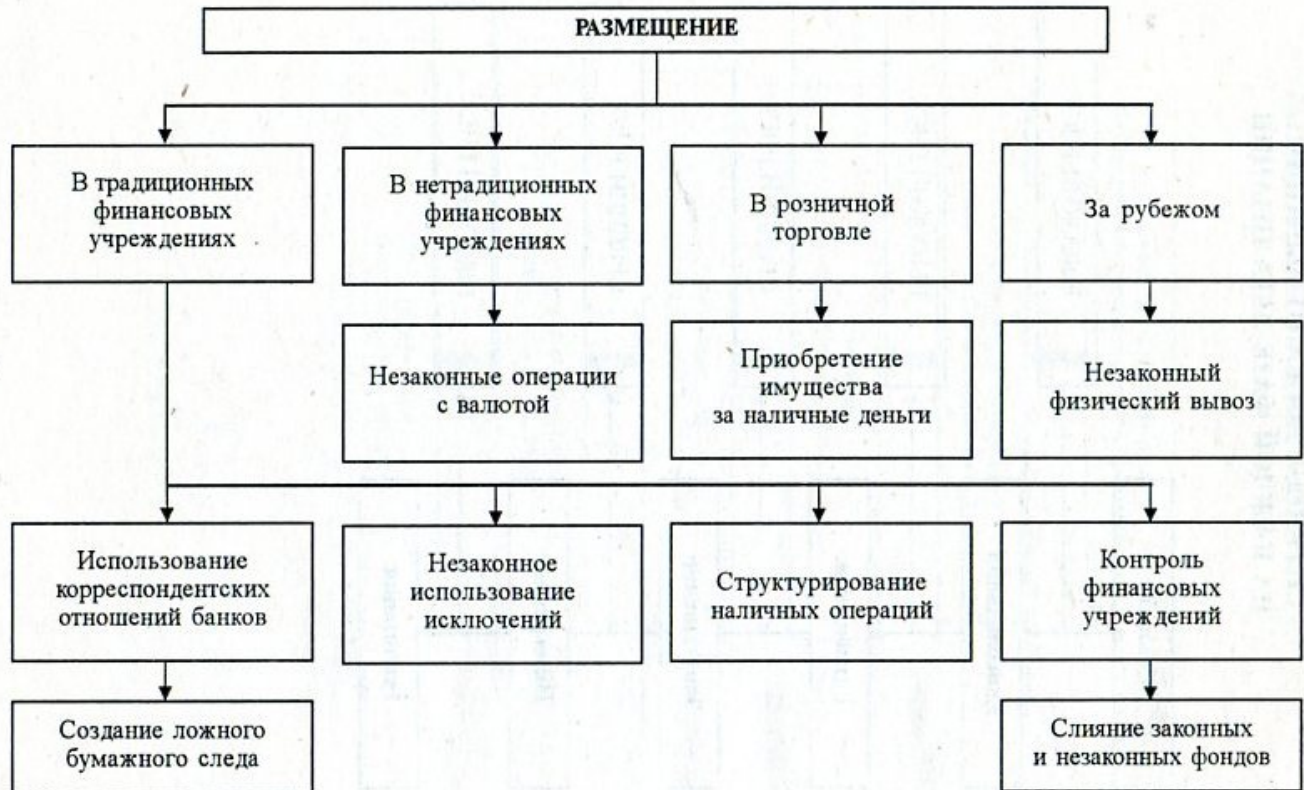 РАЗМЕЩЕНИЕ
В традиционных
финансовых
учреждениях
В нетрадиционных
финансовых
учреждениях
В розничной
торговле
За рубежом
Незаконные операции
с валютой
Приобретение
имущества
за наличные деньги
Незаконный
физический вывоз
Использование
корреспондентских
отношений банков
Незаконное
использование
исключений
Структурирование
наличных операций
Контроль
финансовых
учреждений
Создание ложного
бумажного следа
Слияние законных
и незаконных фондов